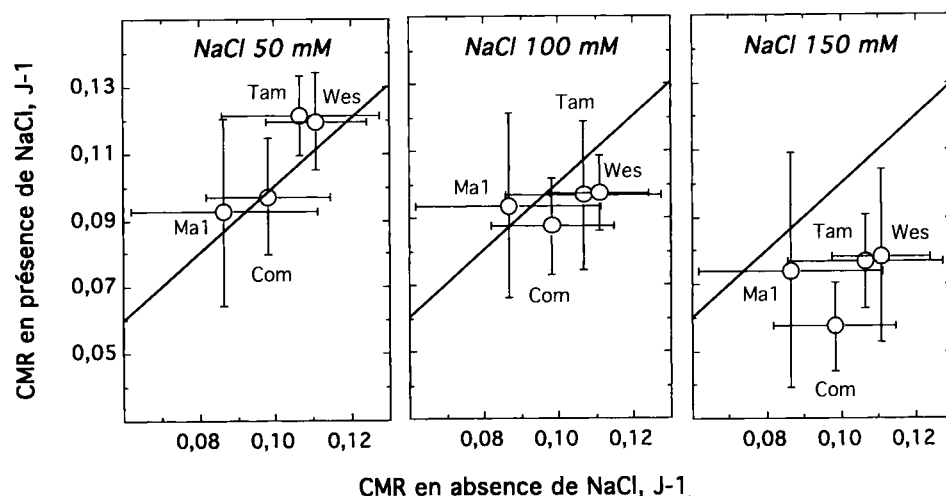 NaCl 50 mM
NaCl 100 mM
NaCl 150 mM
CMR en présence de NaCl, J-1
0,13
0,11
0,09
0,07
0,05
Tam
Wes
Ma1
Com
Tam
Wes
Ma1
Com
Tam
Wes
Ma1
Com
0,08
0,10
0,12
0,08
0,10
0,12
0,08
0,10
0,12
CMR en absence de NaCl, J-1